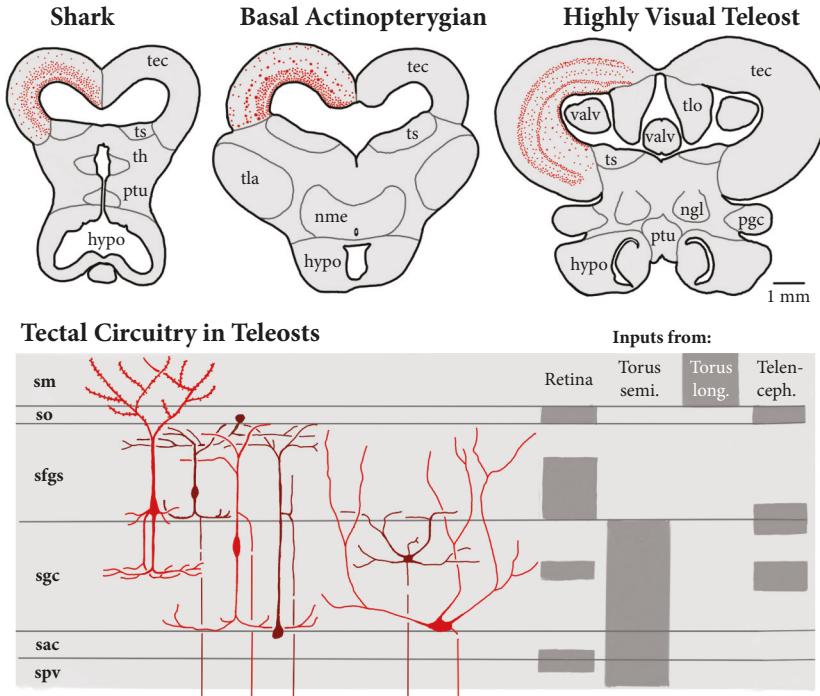 Shark
Basal Actinopterygian
Highly Visual Teleost
tec
ts
th
ptu
hypo
tec
ts
tla
nme
hypo
tec
tlo
valv
valv
ts
ngl
pgc
ptu
hypo
1 mm
Tectal Circuitry in Teleosts
Inputs from:
Retina
Torus
semi.
Torus
long.
Telen-
ceph.
sm
so
sfgs
sgc
sac
spv